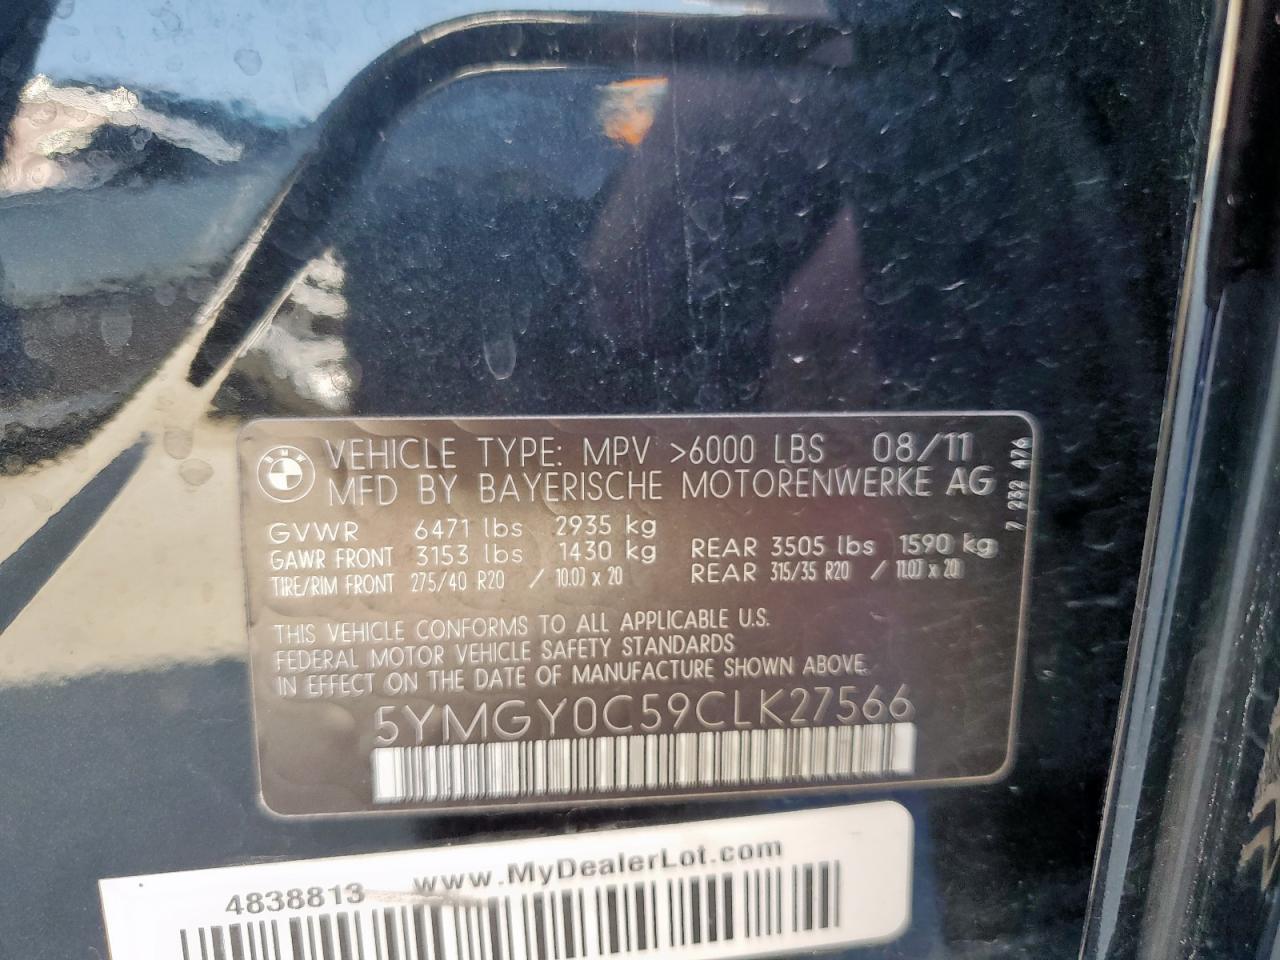 VEHICLE TYPE: MPV >6000 LBS 08/11
MFD BY BAYERISCHE MOTORENWERKE AG
7 232 476
GVWR 6471 lbs 2935 kg
GAWR FRONT 3153 lbs 1430 kg REAR 3505 lbs 1590 kg
TIRE/RIM FRONT 275/40 R20 / 10.0J x 20 REAR 315/35 R20 / 11.0J x 20
THIS VEHICLE CONFORMS TO ALL APPLICABLE U.S.
FEDERAL MOTOR VEHICLE SAFETY STANDARDS
IN EFFECT ON THE DATE OF MANUFACTURE SHOWN ABOVE.
5YMGY0C59CLK27566
4838813 www.MyDealerLot.com